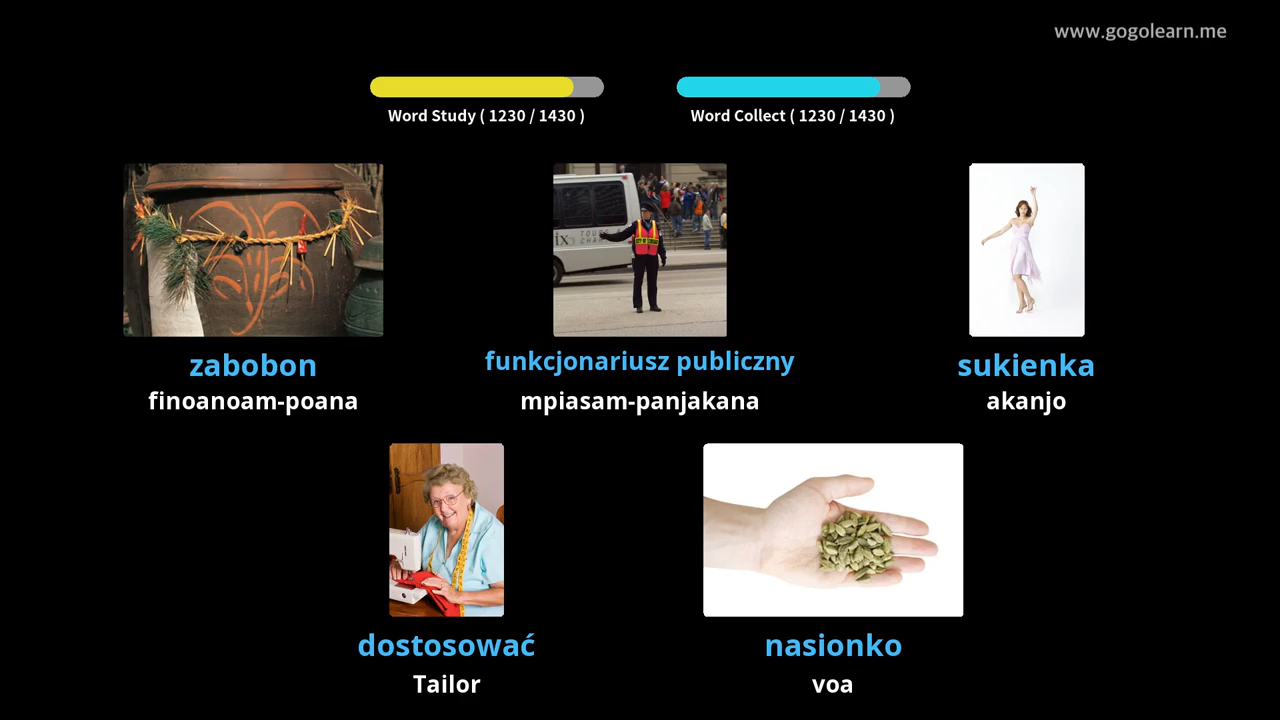 www.gogolearn.me
Word Study ( 1230 / 1430 )
Word Collect ( 1230 / 1430 )
zabobon
finoanoam-poana
funkcjonariusz publiczny
mpiasam-panjakana
sukienka
akanjo
dostosować
Tailor
nasionko
voa